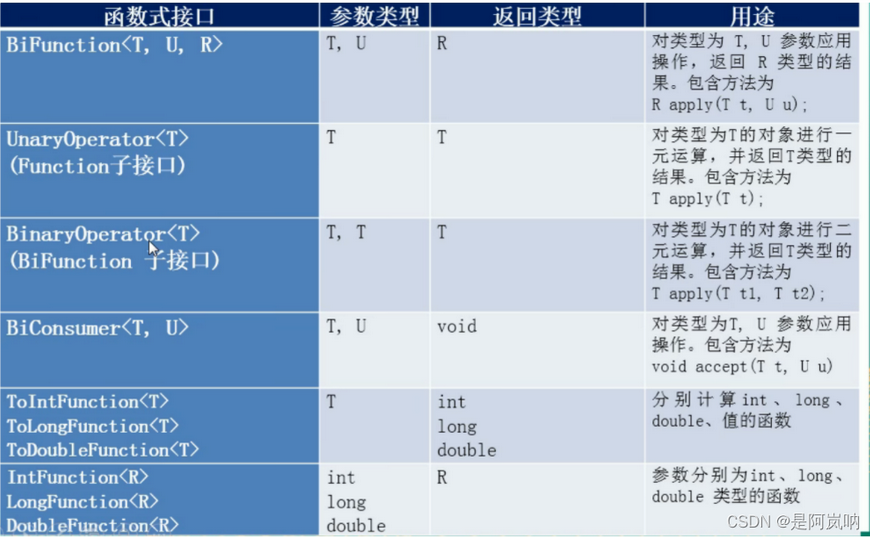 函数式接口 参数类型 返回类型 用途
BiFunction<T, U, R> T, U R 对类型为 T, U 参数应用
操作，返回 R 类型的结
果。包含方法为
R apply(T t, U u);
UnaryOperator<T> T T 对类型为T的对象进行一
(Function子接口) 元运算，并返回T类型的
结果。包含方法为
T apply(T t);
BinaryOperator<T> T, T T 对类型为T的对象进行二
(BiFunction 子接口) 元运算，并返回T类型的
结果。包含方法为
T apply(T t1, T t2);
BiConsumer<T, U> T, U void 对类型为T, U 参数应用
操作。包含方法为
void accept(T t, U u)
ToIntFunction<T> T int 分别计算int、long、
ToLongFunction<T> long double、值的函数
ToDoubleFunction<T> double
IntFunction<R> int R 参数分别为int、long、
LongFunction<R> long double 类型的函数
DoubleFunction<R> double
CSDN @是阿岚呐